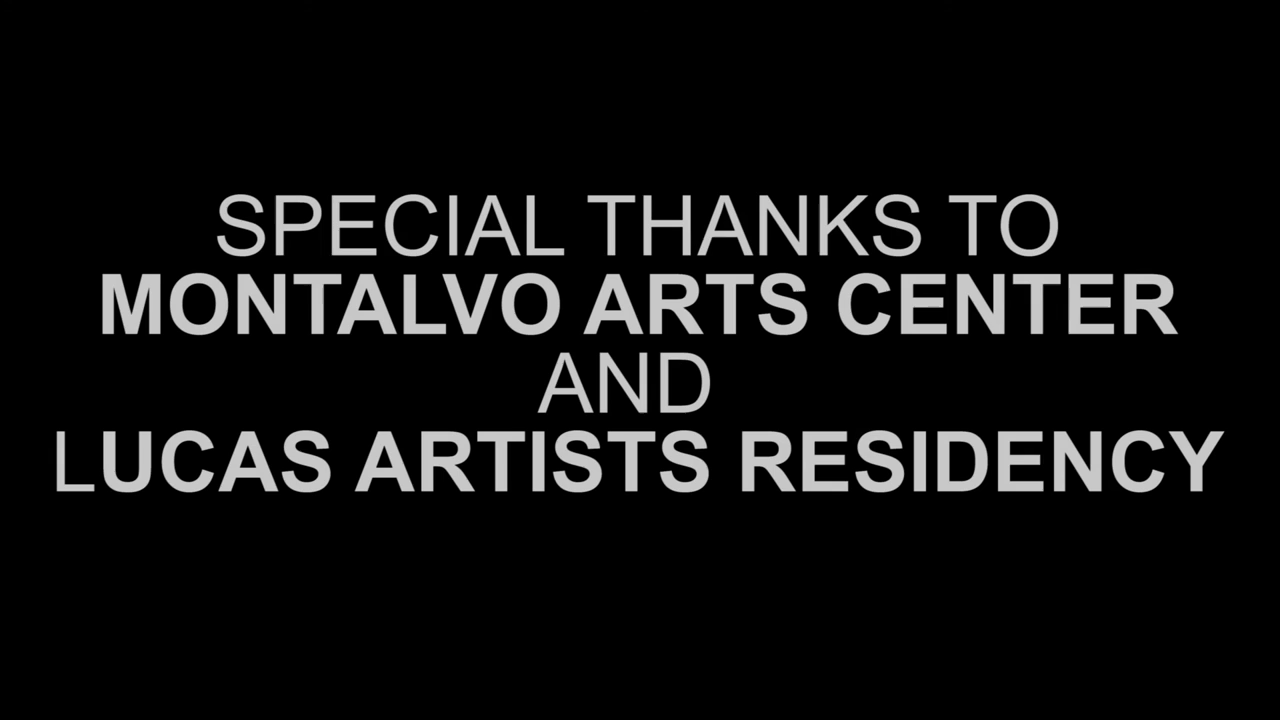 SPECIAL THANKS TO
MONTALVO ARTS CENTER
AND
LUCAS ARTISTS RESIDENCY